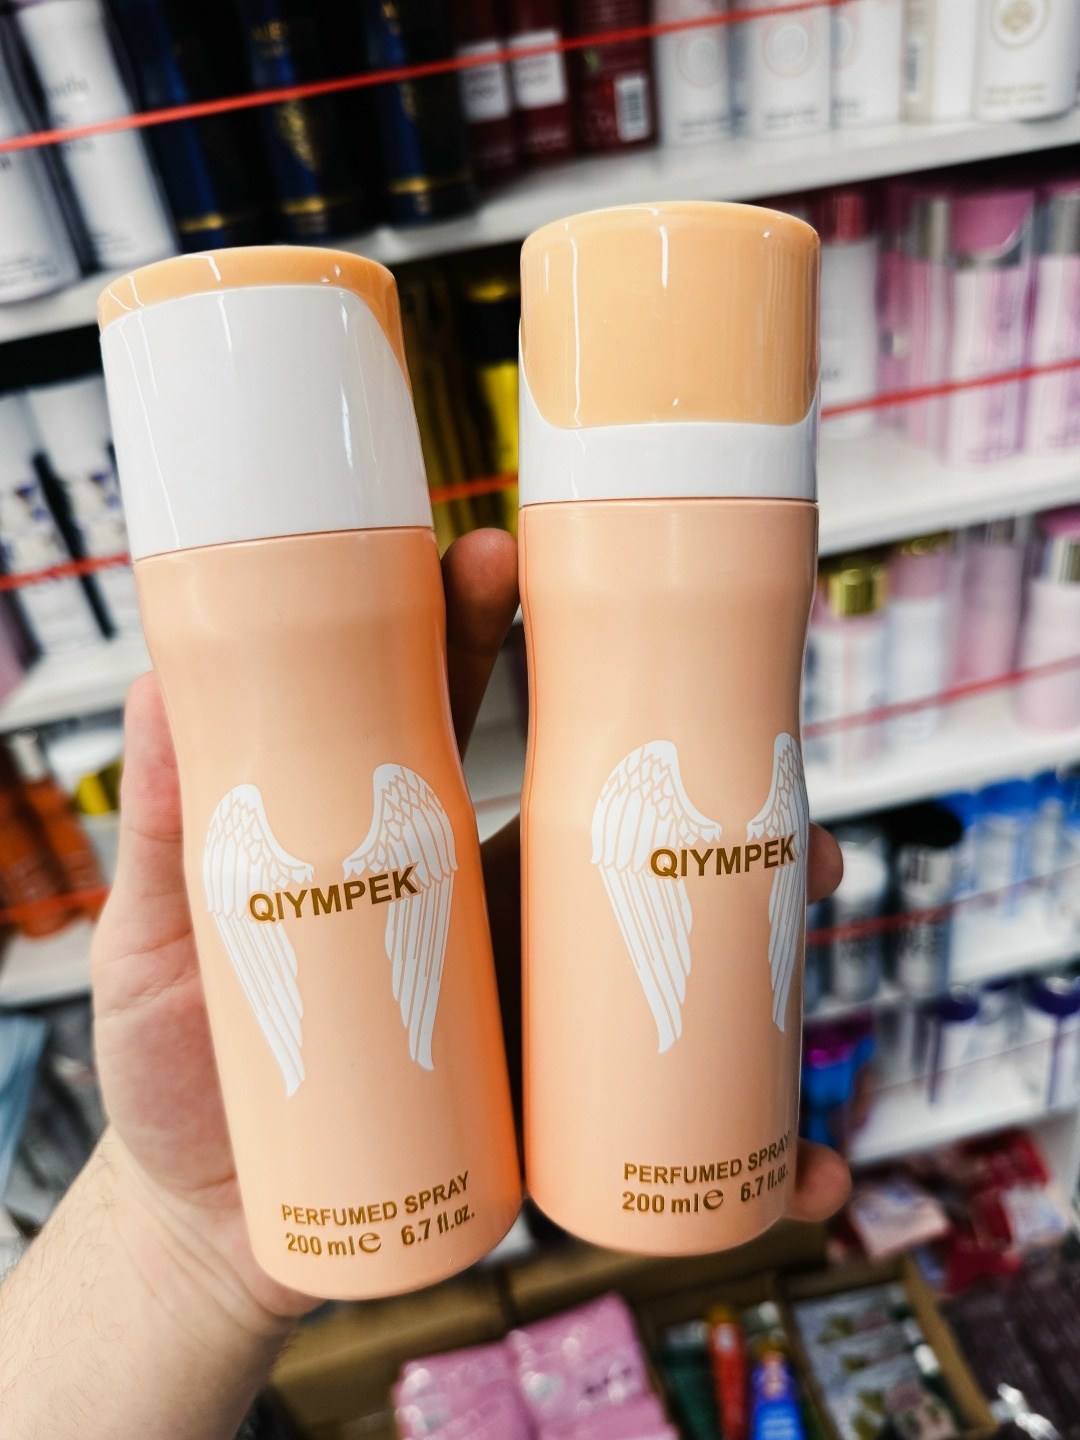 QIYMPEK
PERFUMED SPRAY
200 ml e 6.7 fl.oz.
QIYMPEK
PERFUMED SPRAY
200 ml e 6.7 fl.oz.